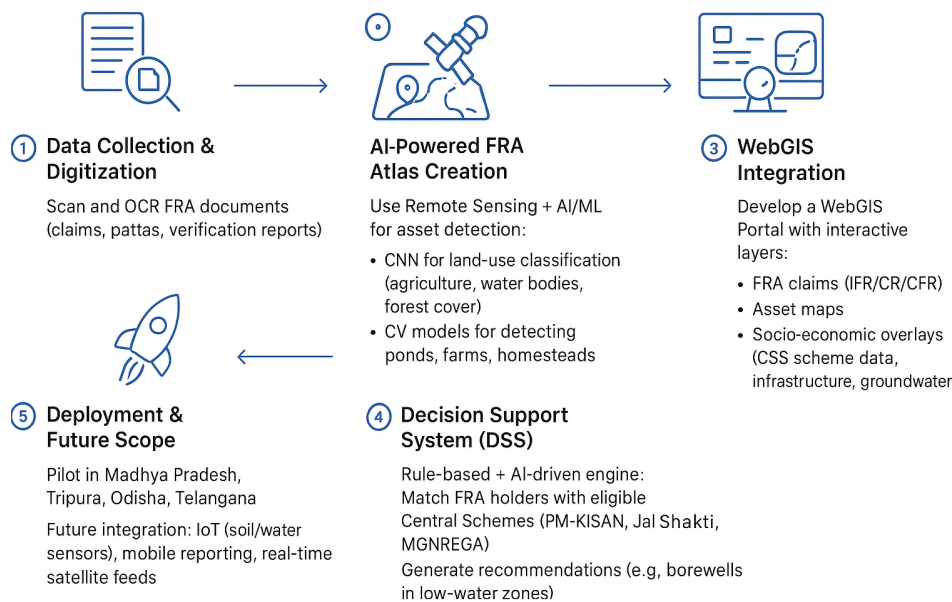 1 Data Collection &
Digitization
Scan and OCR FRA documents
(claims, pattas, verification reports)
AI-Powered FRA
Atlas Creation
Use Remote Sensing + AI/ML
for asset detection:
• CNN for land-use classification
(agriculture, water bodies,
forest cover)
• CV models for detecting
ponds, farms, homesteads
3 WebGIS
Integration
Develop a WebGIS
Portal with interactive
layers:
• FRA claims (IFR/CR/CFR)
• Asset maps
• Socio-economic overlays
(CSS scheme data,
infrastructure, groundwater
4 Decision Support
System (DSS)
Rule-based + AI-driven engine:
Match FRA holders with eligible
Central Schemes (PM-KISAN, Jal Shakti,
MGNREGA)
Generate recommendations (e.g, borewells
in low-water zones)
5 Deployment &
Future Scope
Pilot in Madhya Pradesh,
Tripura, Odisha, Telangana
Future integration: IoT (soil/water
sensors), mobile reporting, real-time
satellite feeds